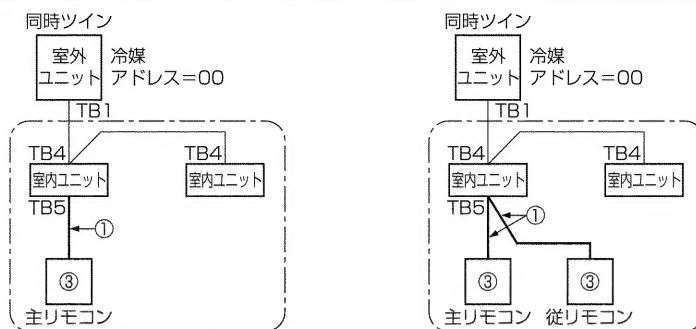 同時ツイン
室外
ユニット
冷媒
アドレス=00
TB1
TB4
室内ユニット
TB4
室内ユニット
TB5
①
③
主リモコン
同時ツイン
室外
ユニット
冷媒
アドレス=00
TB1
TB4
室内ユニット
TB4
室内ユニット
TB5
①
③
③
主リモコン 従リモコン